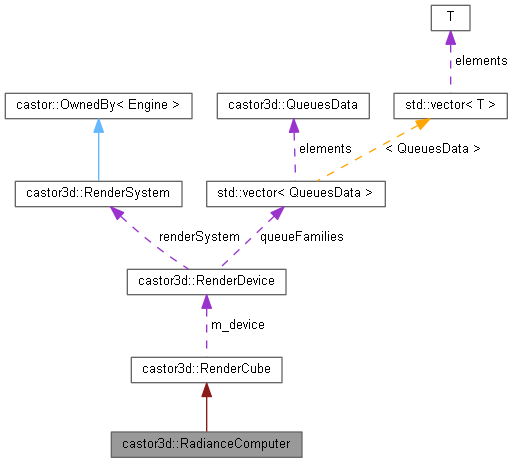 T
elements
castor::OwnedBy< Engine >
castor3d::QueuesData
std::vector< T >
elements
< QueuesData >
castor3d::RenderSystem
std::vector< QueuesData >
renderSystem
queueFamilies
castor3d::RenderDevice
m_device
castor3d::RenderCube
castor3d::RadianceComputer